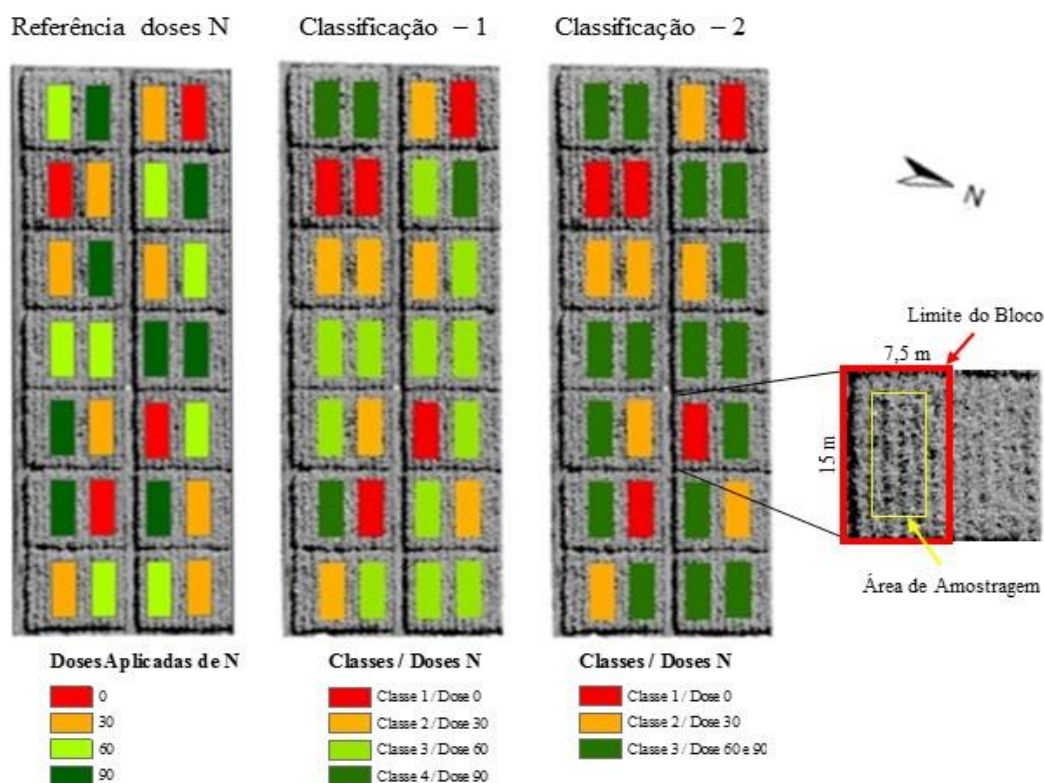 Referência doses N
Classificação – 1
Classificação – 2
N
Limite do Bloco
7,5 m
15 m
Área de Amostragem
Doses Aplicadas de N
0
30
60
90
Classes / Doses N
Classe 1 / Dose 0
Classe 2 / Dose 30
Classe 3 / Dose 60
Classe 4 / Dose 90
Classes / Doses N
Classe 1 / Dose 0
Classe 2 / Dose 30
Classe 3 / Dose 60 e 90